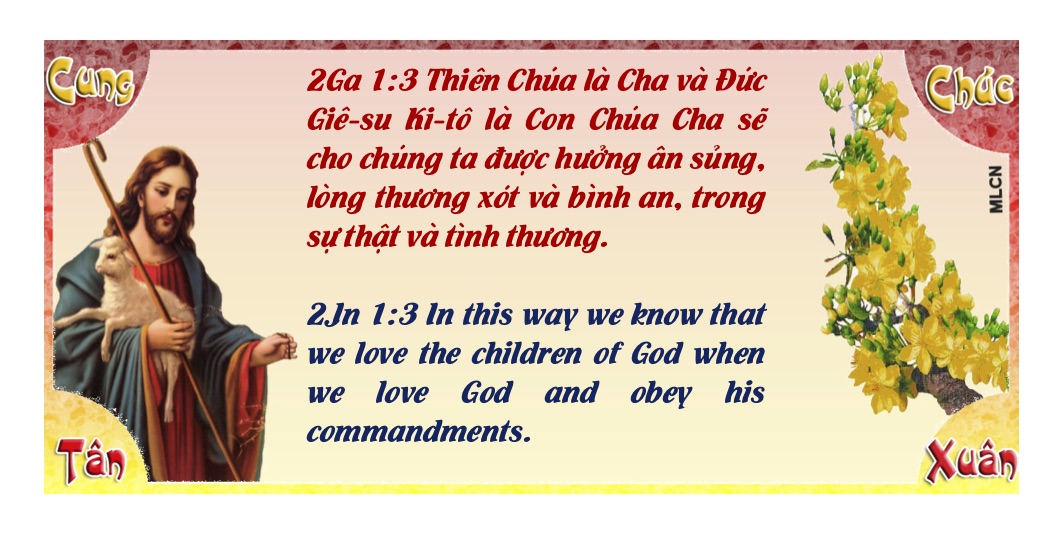 Cung
Chúc
2Ga 1:3 Thiên Chúa là Cha và Đức
Giê-su Ki-tô là Con Chúa Cha sẽ
cho chúng ta được hưởng ân sủng,
lòng thương xót và bình an, trong
sự thật và tình thương.
MLCN
2Jn 1:3 In this way we know that
we love the children of God when
we love God and obey his
commandments.
Tân
Xuân